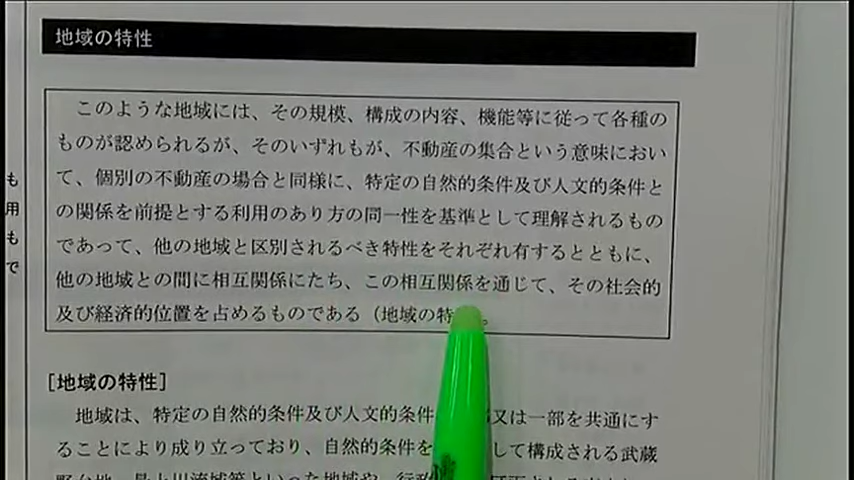 地域の特性
このような地域には、その規模、構成の内容、機能等に従って各種の
ものが認められるが、そのいずれもが、不動産の集合という意味におい
て、個別の不動産の場合と同様に、特定の自然的条件及び人文的条件と
の関係を前提とする利用のあり方の同一性を基準として理解されるもの
であって、他の地域と区別されるべき特性をそれぞれ有するとともに、
他の地域との間に相互関係にたち、この相互関係を通じて、その社会的
及び経済的位置を占めるものである（地域の特
[地域の特性]
地域は、特定の自然的条件及び人文的条件 又は一部を共通にす
ることにより成り立っており、自然的条件を して構成される武蔵
も
用
も
で